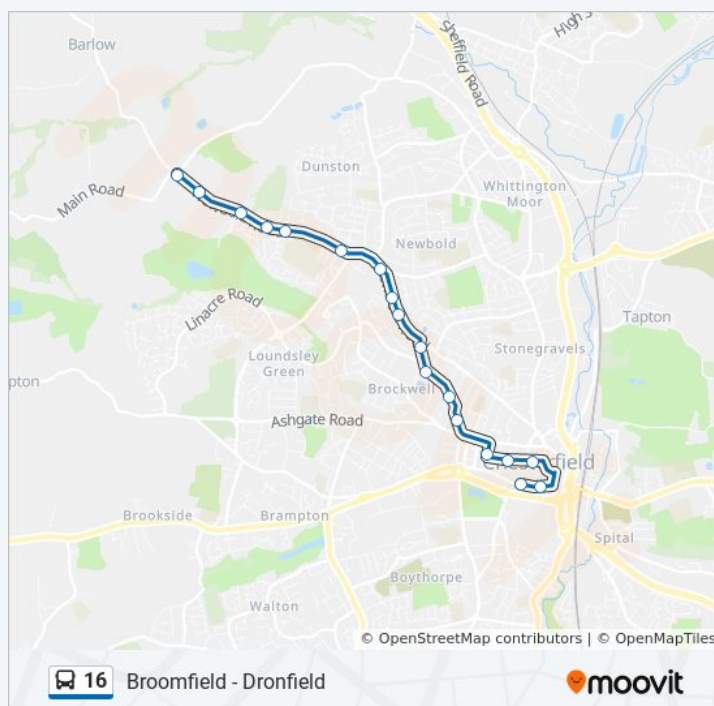 Barlow
High S
Sheffield Road
Dunston
Whittington
Moor
Main Road
Newbold
Linacre Road
Tapton
Stonegravels
Loundsley
Green
pton
Brockwell
Ashgate Road
Chesterfield
Brookside
Brampton
Spital
Boythorpe
Walton
© OpenStreetMap contributors | © OpenMapTiles
16 Broomfield - Dronfield
moovit